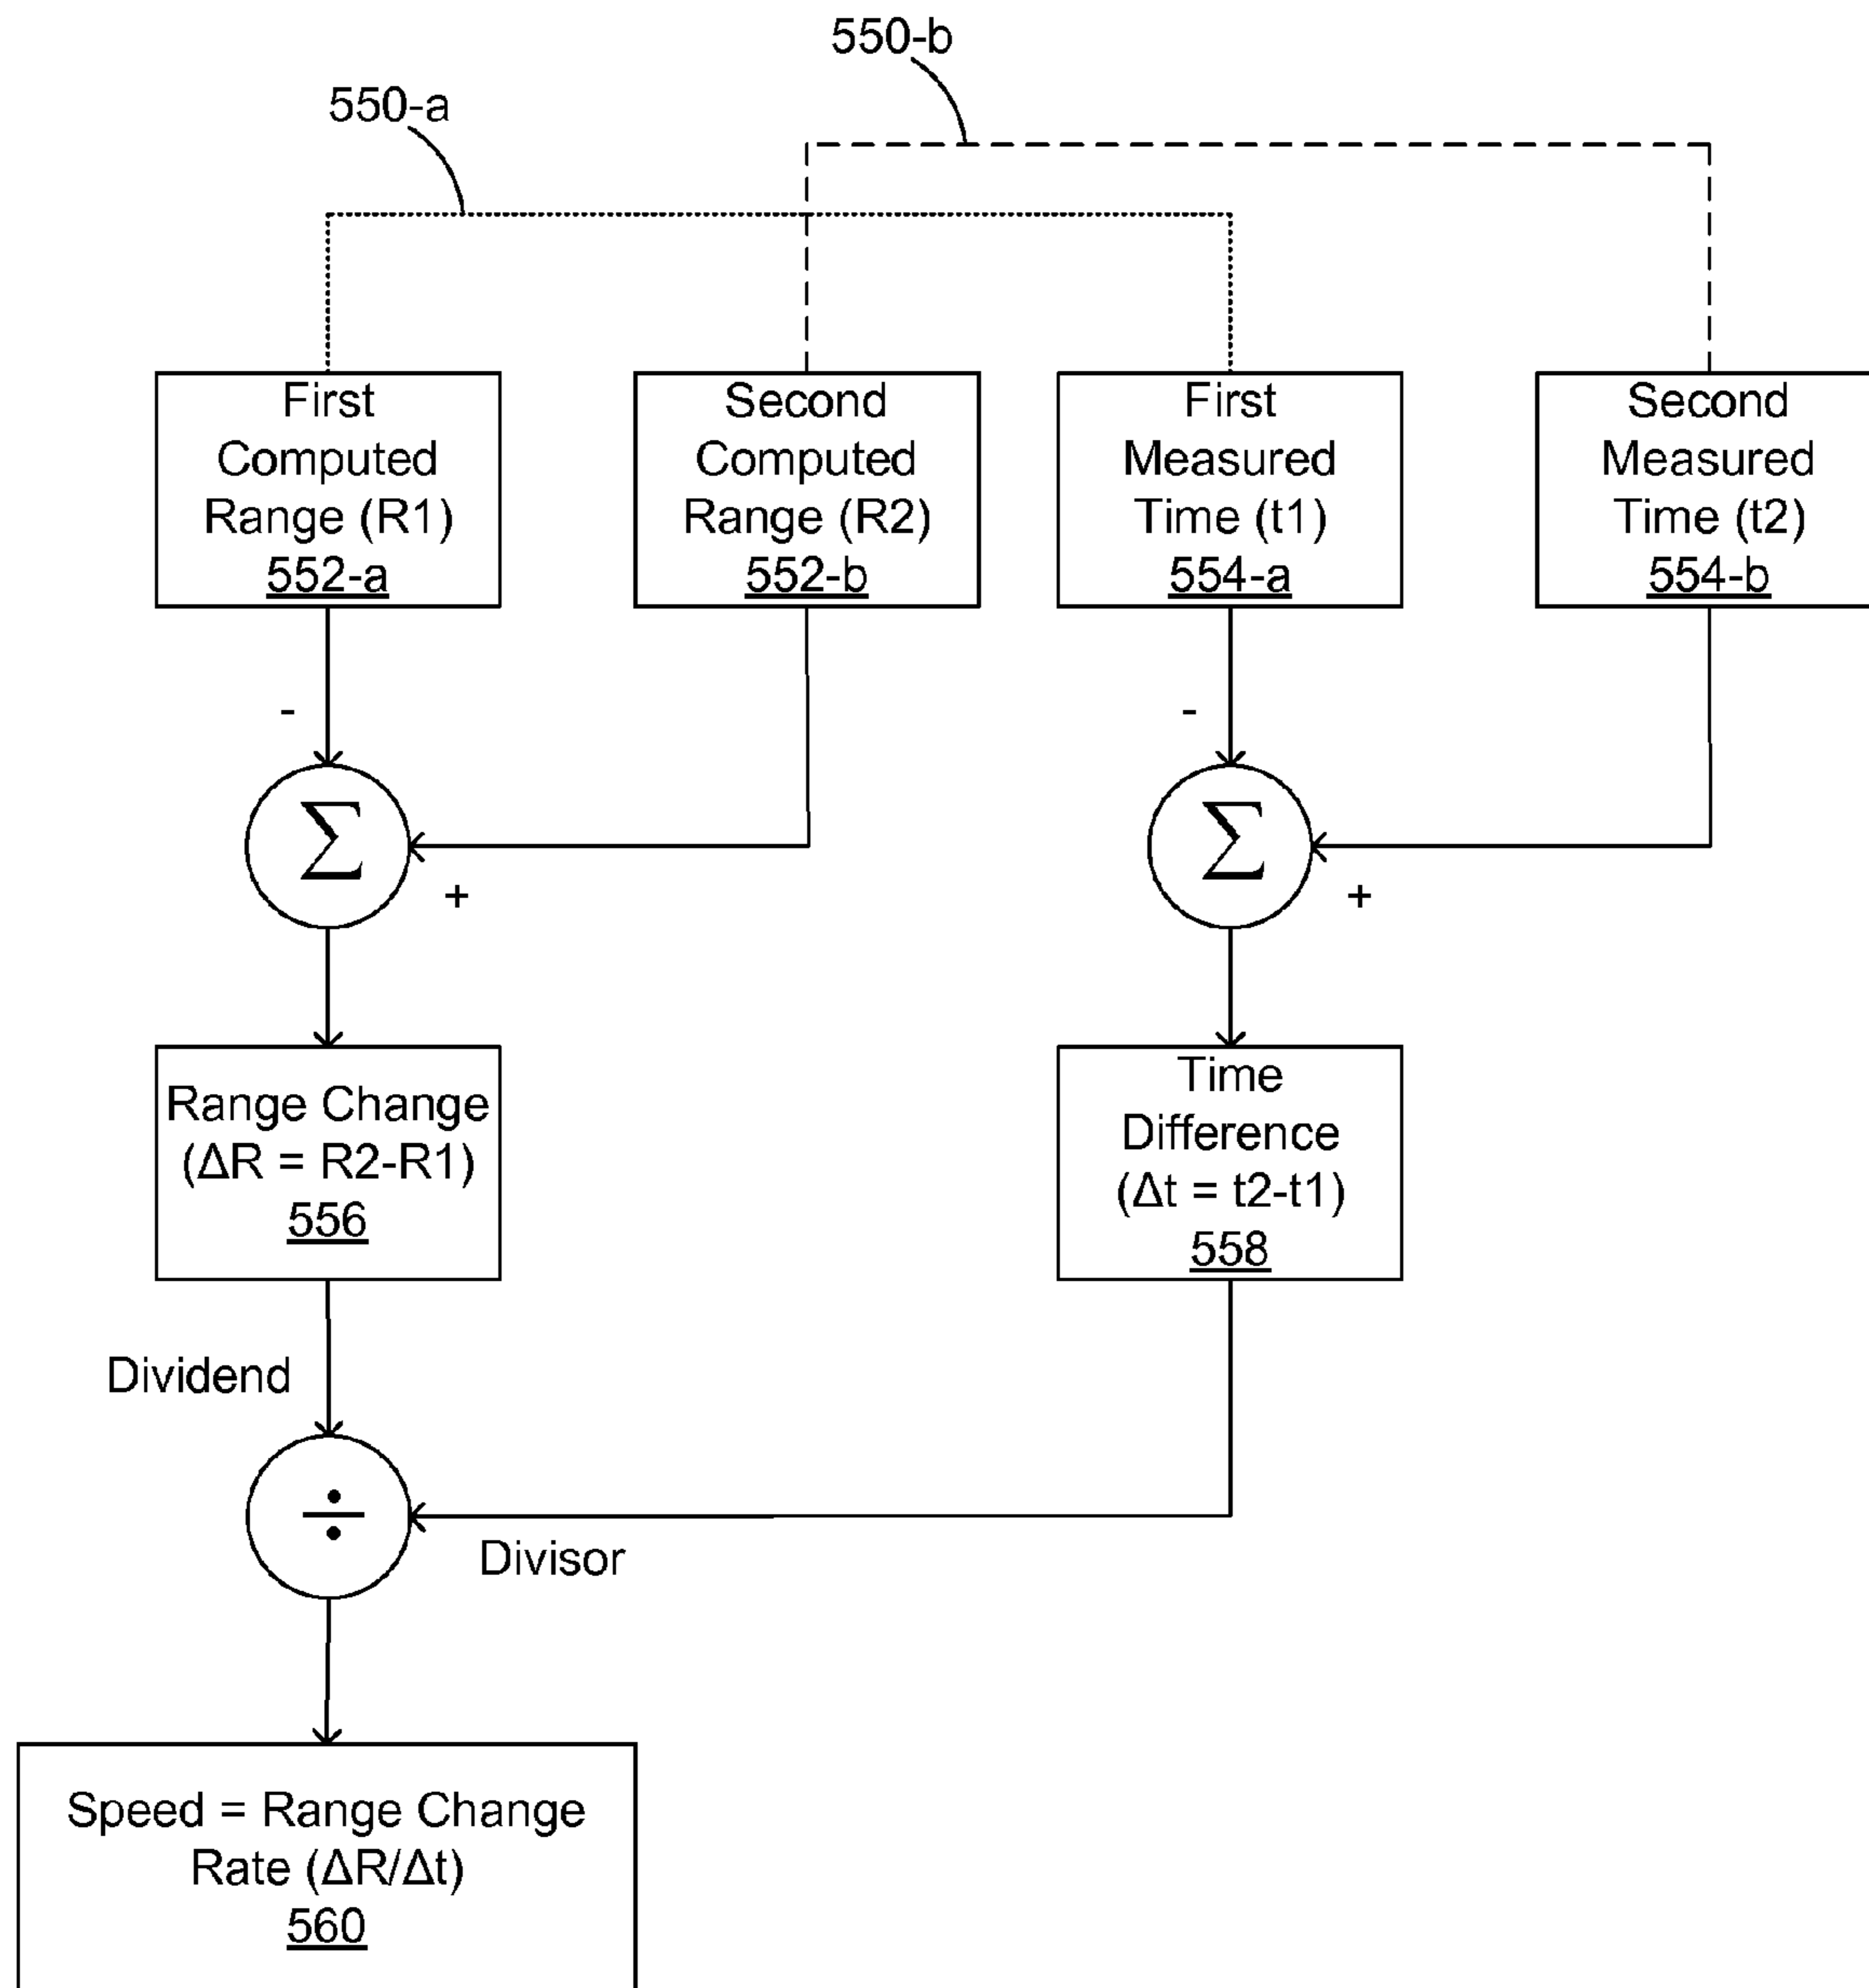 550-b
550-a
First
Computed
Range (R1)
552-a
Second
Computed
Range (R2)
552-b
First
Measured
Time (t1)
554-a
Second
Measured
Time (t2)
554-b
-
Σ
+
-
Σ
+
Range Change
(ΔR = R2-R1)
556
Time
Difference
(Δt = t2-t1)
558
Dividend
÷
Divisor
Speed = Range Change
Rate (ΔR/Δt)
560